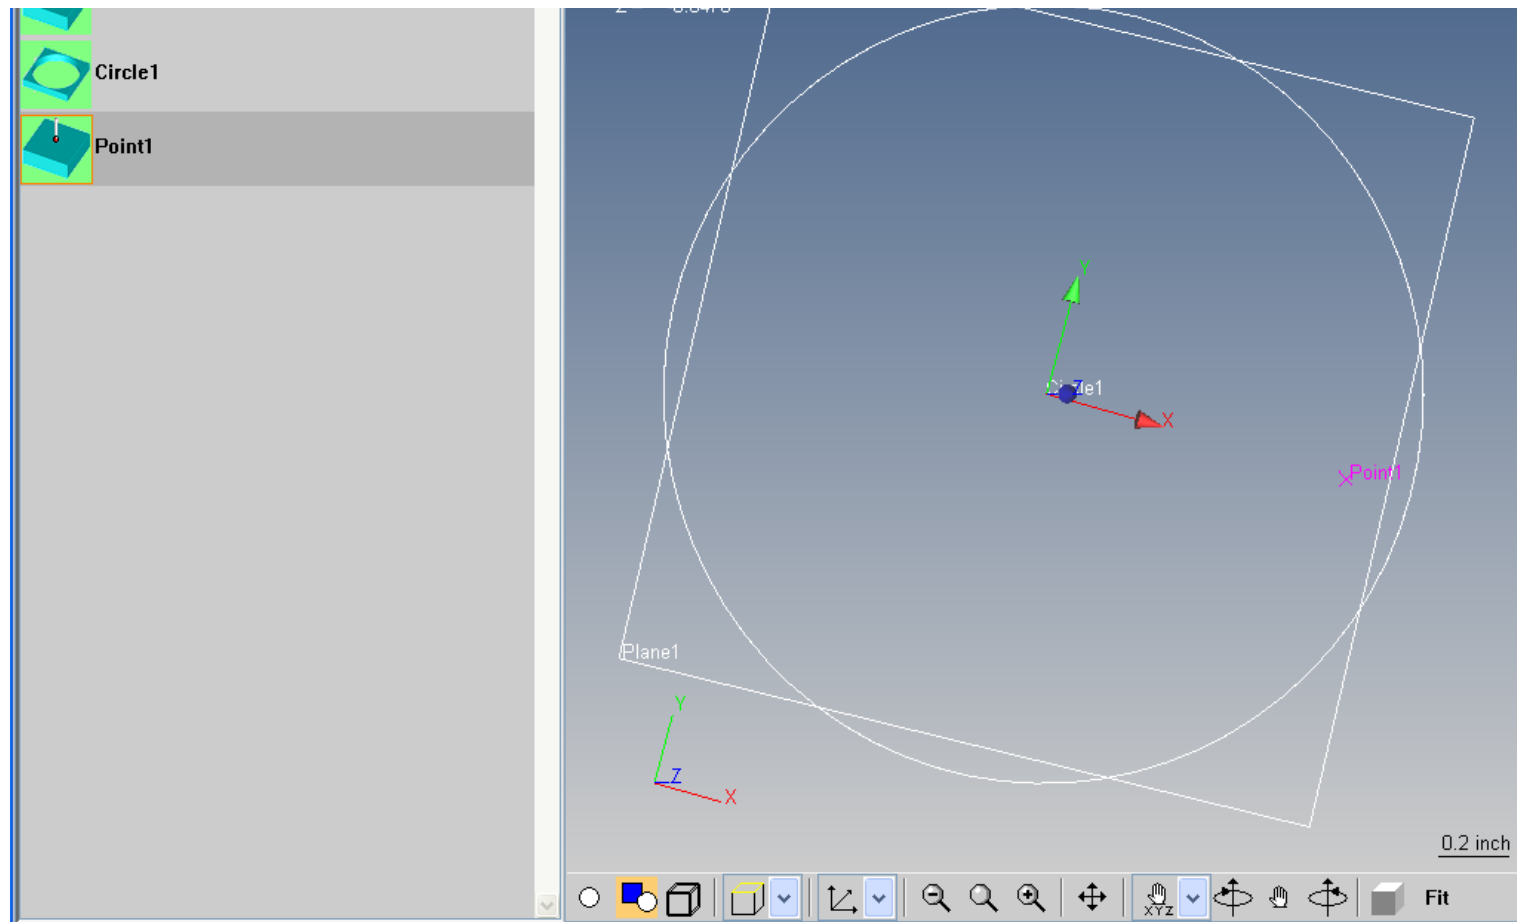 Circle1
Point1
Y
Z
X
Point1
Plane1
Y
Z
X
0.2 inch
XYZ
Fit